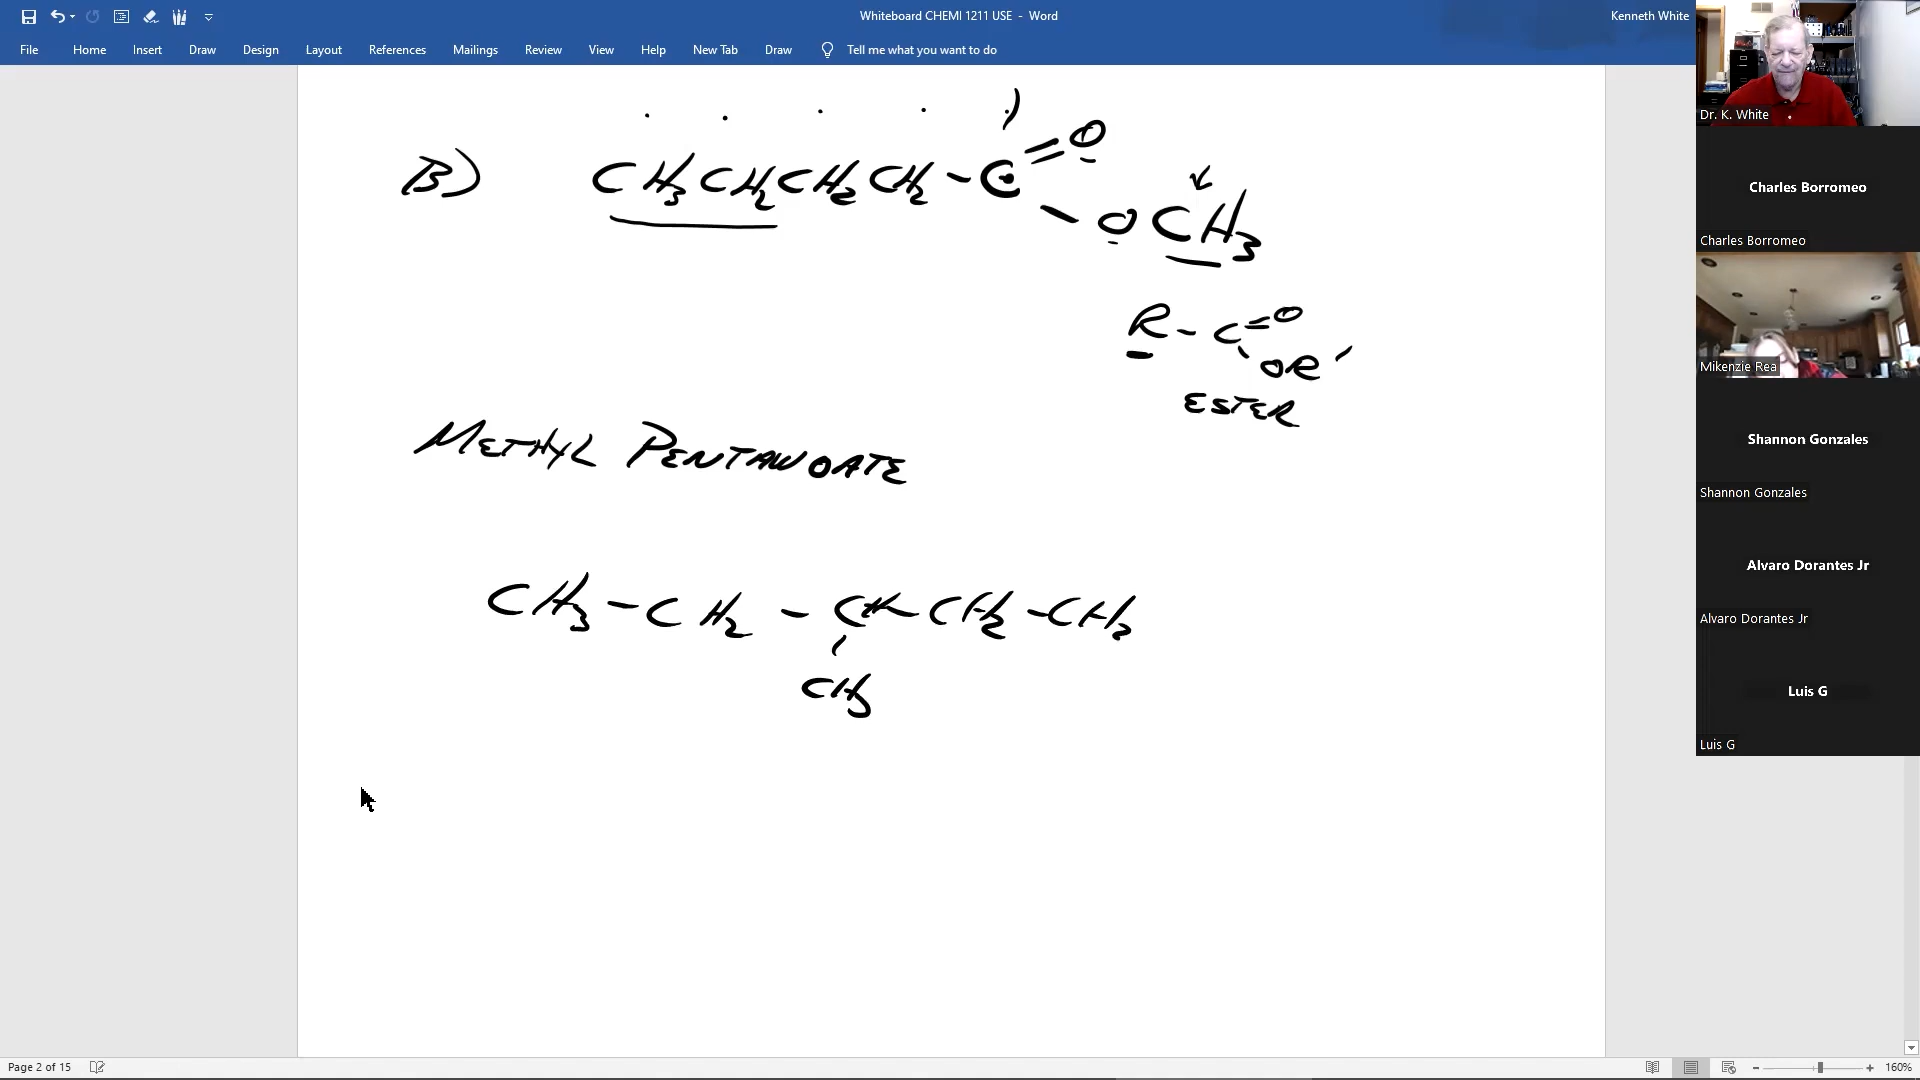 Whiteboard CHEMI 1211 USE - Word
Kenneth White
File Home Insert Draw Design Layout References Mailings Review View Help New Tab Draw Tell me what you want to do
Dr. K. White
B) CH3CH2CH2CH2-C=O
-OCH3
R-C=O
OR'
ESTER
METHYL PENTANOATE
CH3-CH2-CH-CH2-CH3
CH3
Charles Borromeo
Charles Borromeo
Mikenzie Rea
Shannon Gonzales
Shannon Gonzales
Alvaro Dorantes Jr
Alvaro Dorantes Jr
Luis G
Luis G
Page 2 of 15
160%